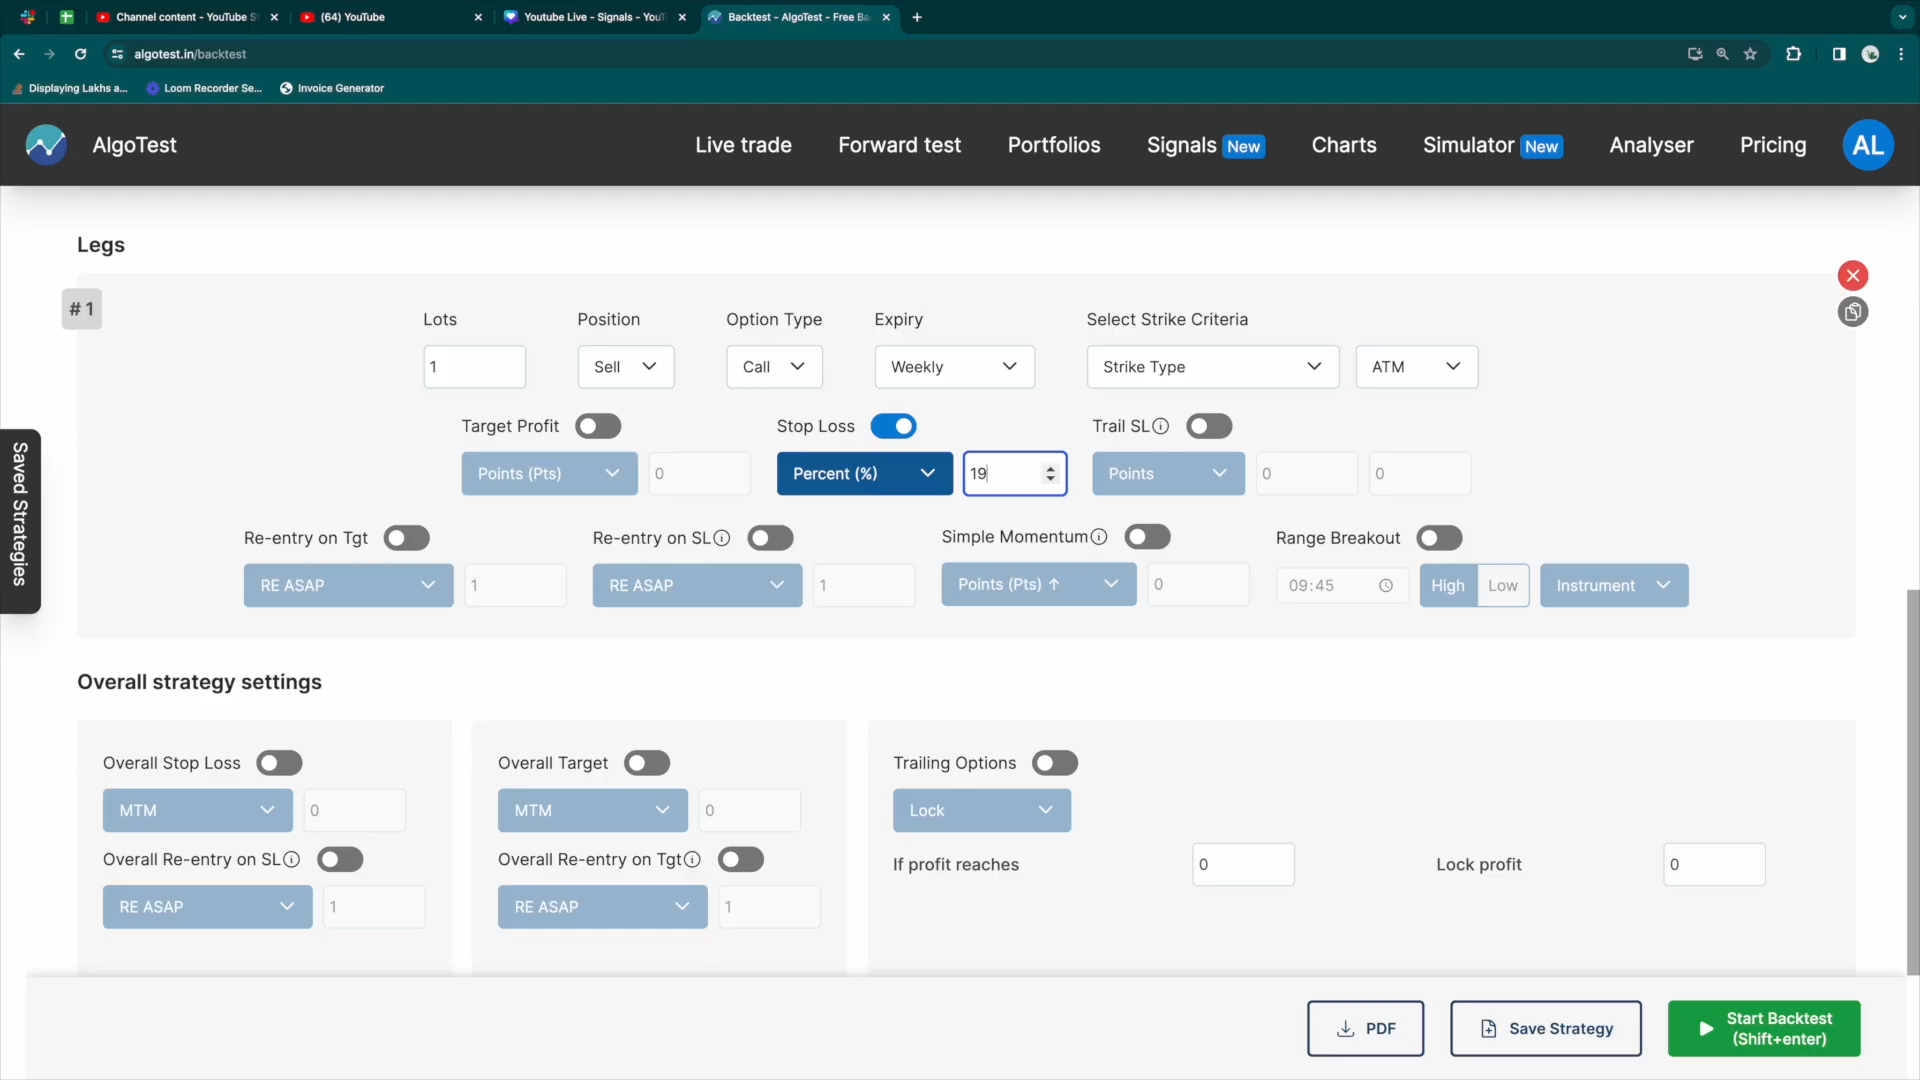 Channel content - YouTube S
(64) YouTube
Youtube Live - Signals - YouT
Backtest - AlgoTest - Free Ba
algotest.in/backtest
Displaying Lakhs a...
Loom Recorder Se...
Invoice Generator
AlgoTest
Live trade
Forward test
Portfolios
Signals New
Charts
Simulator New
Analyser
Pricing
AL
Legs
# 1
Lots
Position
Option Type
Expiry
Select Strike Criteria
1
Sell
Call
Weekly
Strike Type
ATM
Target Profit
Stop Loss
Trail SL
Points (Pts)
0
Percent (%)
19
Points
0
0
Saved Strategies
Re-entry on Tgt
Re-entry on SL
Simple Momentum
Range Breakout
RE ASAP
1
RE ASAP
1
Points (Pts) ↑
0
09:45
High
Low
Instrument
Overall strategy settings
Overall Stop Loss
Overall Target
Trailing Options
MTM
0
MTM
0
Lock
Overall Re-entry on SL
Overall Re-entry on Tgt
If profit reaches
0
Lock profit
0
RE ASAP
1
RE ASAP
1
PDF
Save Strategy
Start Backtest
(Shift+enter)